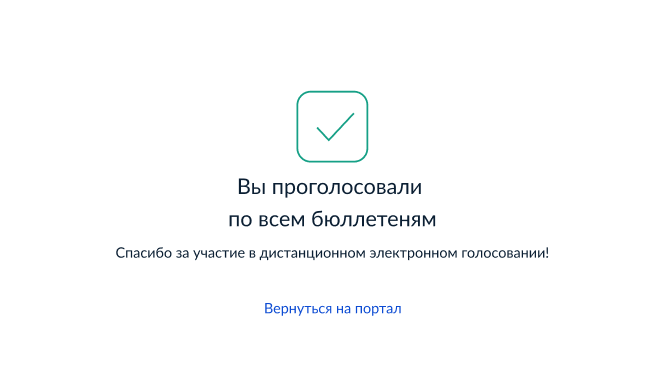 Вы проголосовали
по всем бюллетеням
Спасибо за участие в дистанционном электронном голосовании!
Вернуться на портал